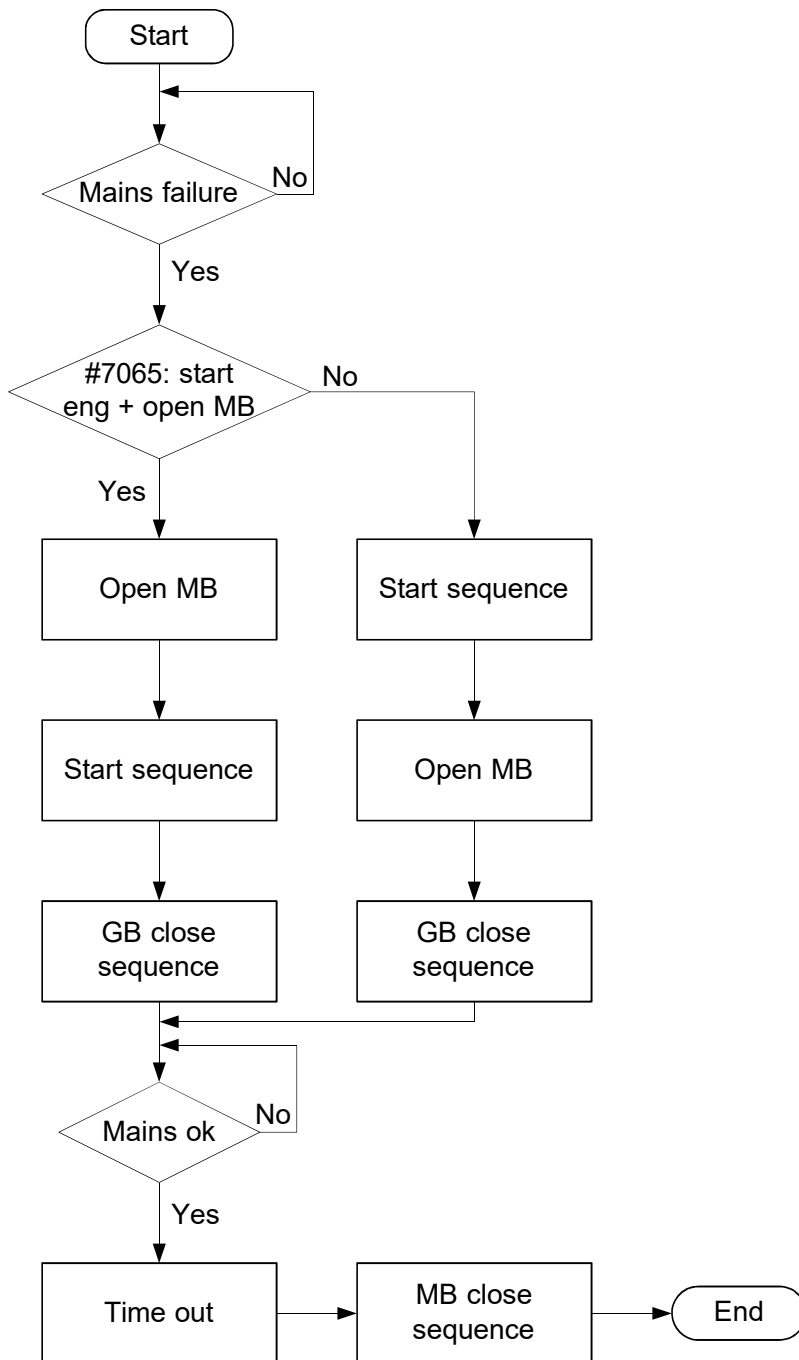 Start
Mains failure
No
Yes
#7065: start
eng + open MB
No
Yes
Open MB
Start sequence
Start sequence
Open MB
GB close
sequence
GB close
sequence
Mains ok
No
Yes
Time out
MB close
sequence
End